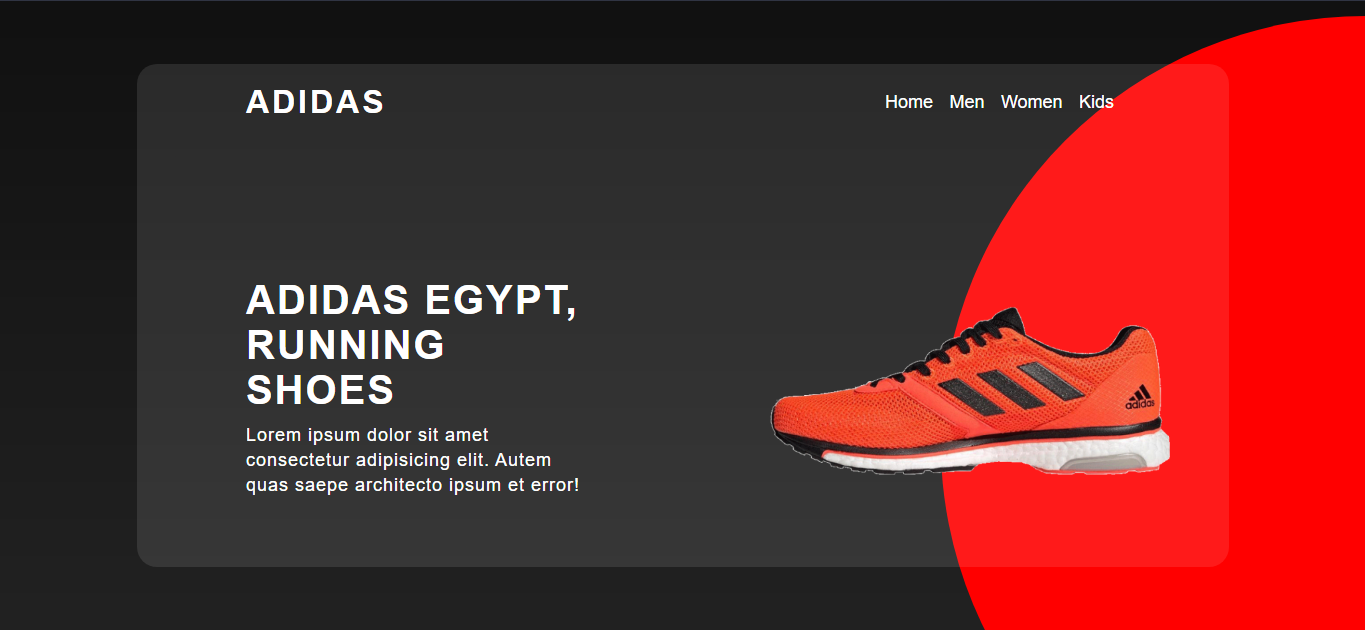 ADIDAS
Home Men Women Kids
ADIDAS EGYPT,
RUNNING
SHOES
Lorem ipsum dolor sit amet
consectetur adipisicing elit. Autem
quas saepe architecto ipsum et error!
adidas